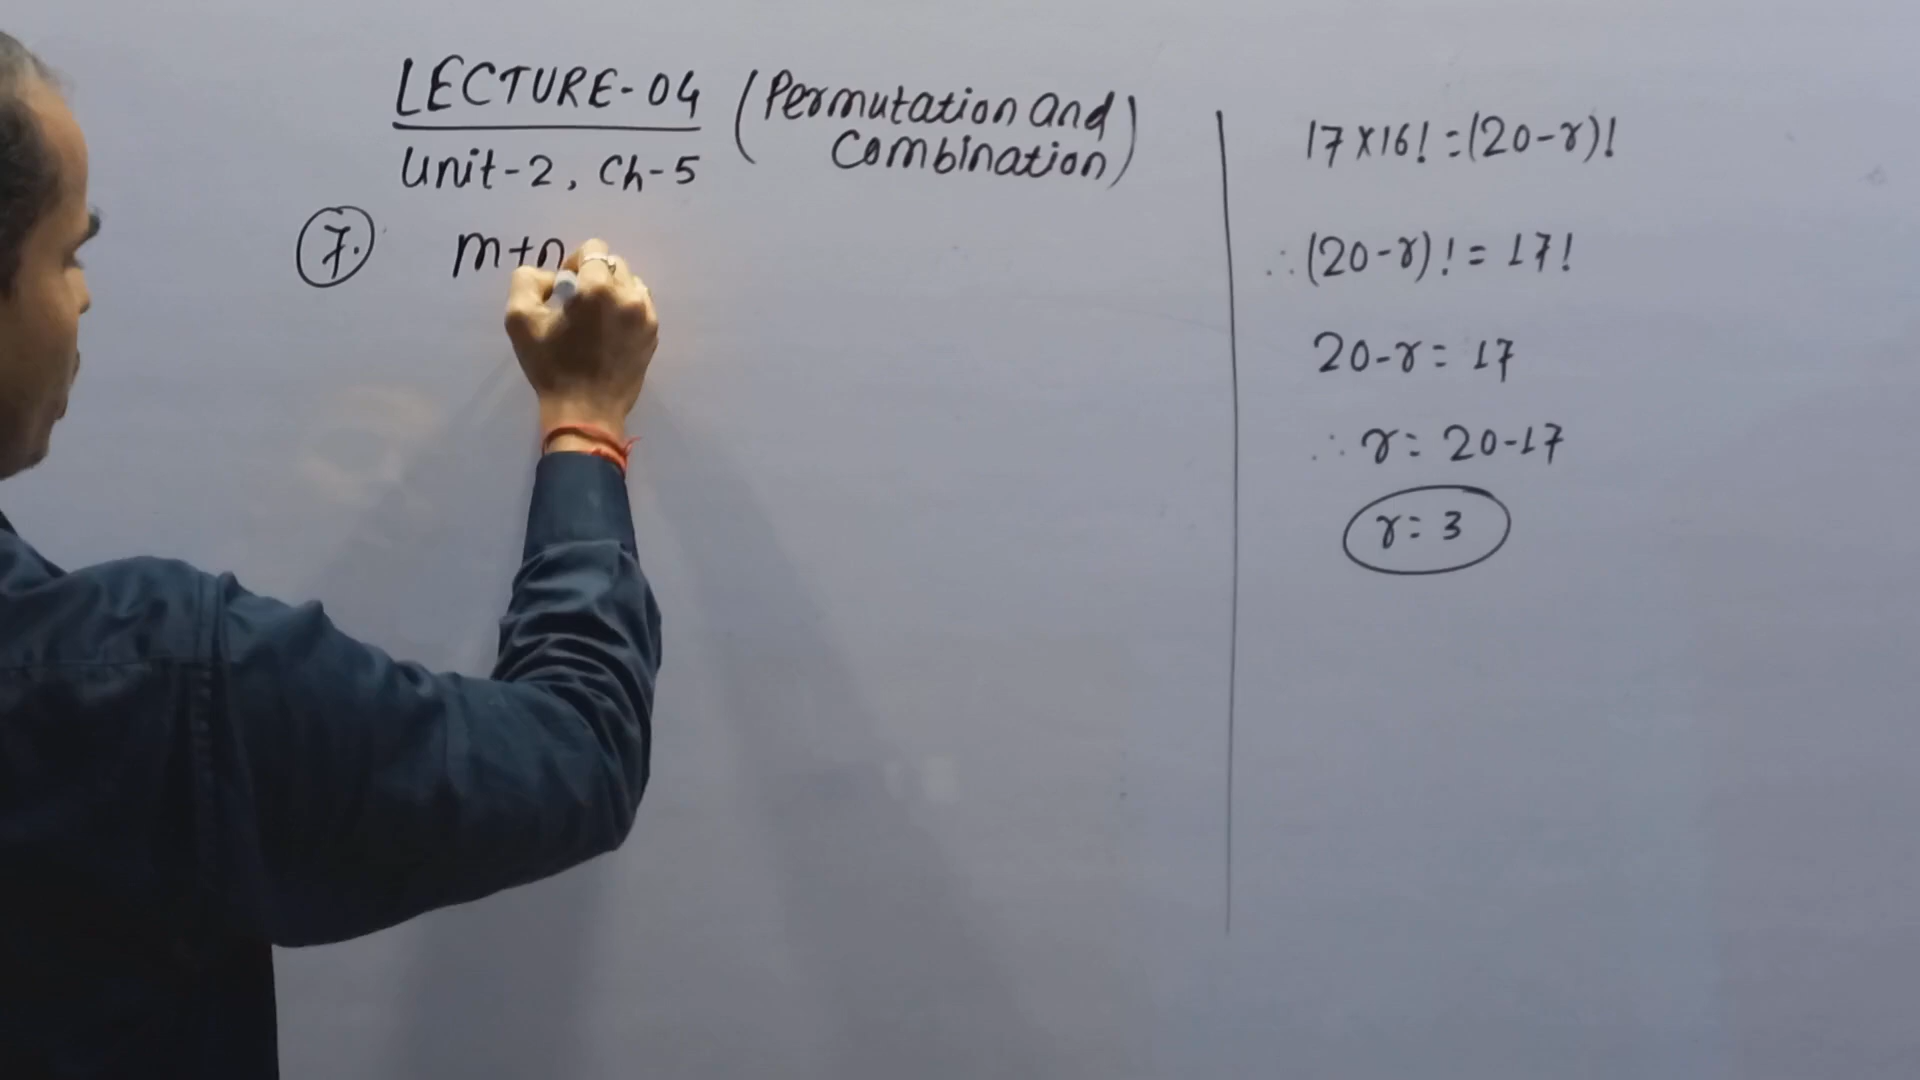 LECTURE-04 (Permutation and Combination)
Unit-2, Ch-5
7. m+n
17×16! = (20-r)!
∴ (20-r)! = 17!
20-r = 17
∴ r = 20-17
r = 3